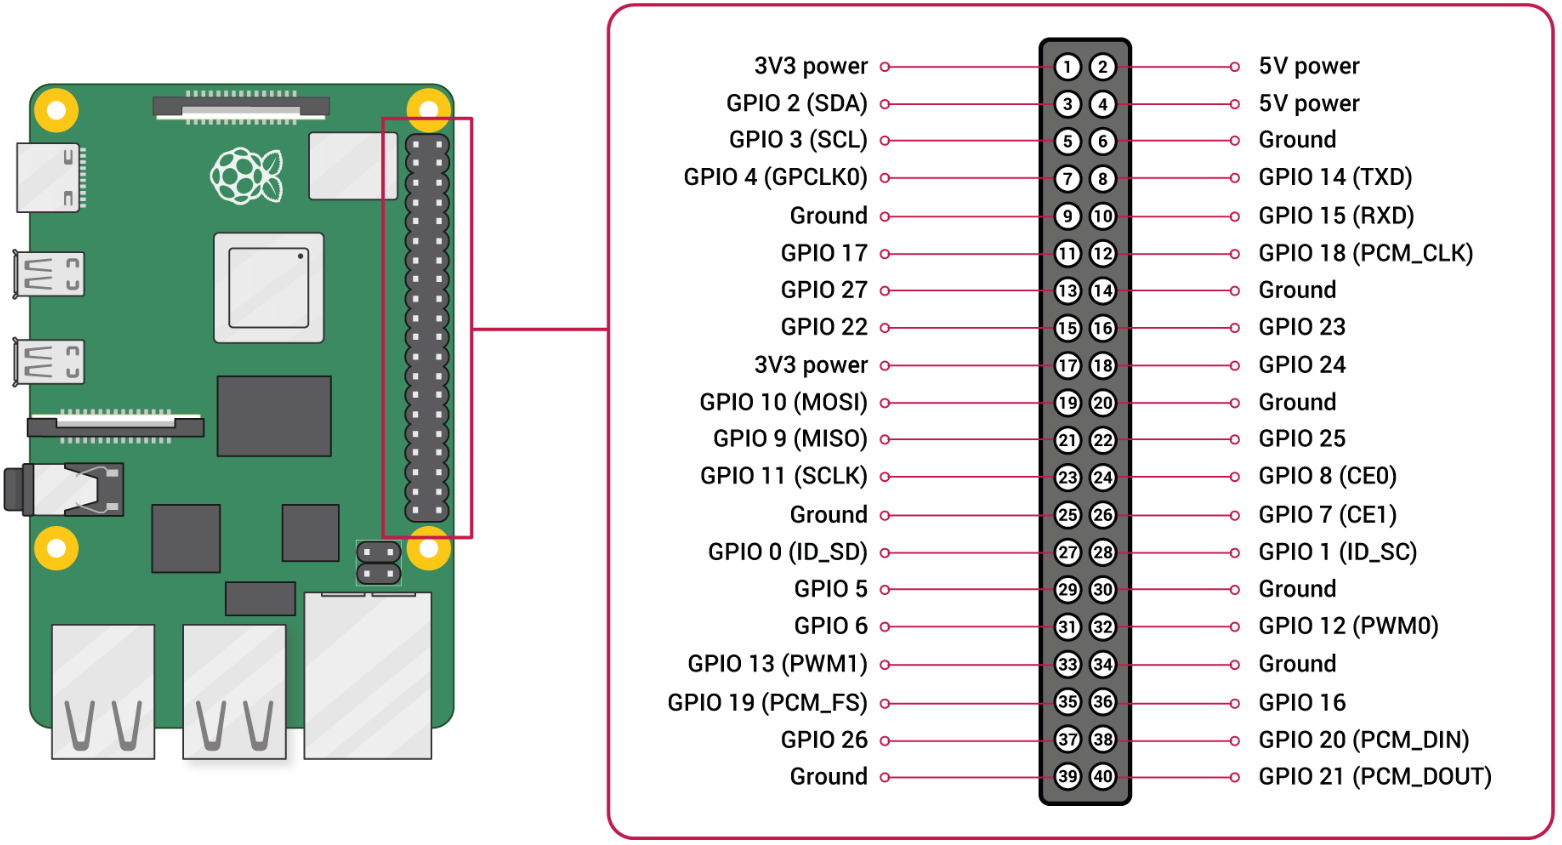 3V3 power 1 2 5V power
GPIO 2 (SDA) 3 4 5V power
GPIO 3 (SCL) 5 6 Ground
GPIO 4 (GPCLK0) 7 8 GPIO 14 (TXD)
Ground 9 10 GPIO 15 (RXD)
GPIO 17 11 12 GPIO 18 (PCM_CLK)
GPIO 27 13 14 Ground
GPIO 22 15 16 GPIO 23
3V3 power 17 18 GPIO 24
GPIO 10 (MOSI) 19 20 Ground
GPIO 9 (MISO) 21 22 GPIO 25
GPIO 11 (SCLK) 23 24 GPIO 8 (CE0)
Ground 25 26 GPIO 7 (CE1)
GPIO 0 (ID_SD) 27 28 GPIO 1 (ID_SC)
GPIO 5 29 30 Ground
GPIO 6 31 32 GPIO 12 (PWM0)
GPIO 13 (PWM1) 33 34 Ground
GPIO 19 (PCM_FS) 35 36 GPIO 16
GPIO 26 37 38 GPIO 20 (PCM_DIN)
Ground 39 40 GPIO 21 (PCM_DOUT)